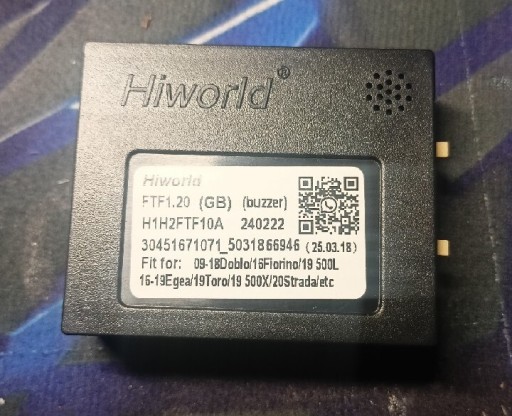 Hiworld®
Hiworld
FTF1.20 (GB) (buzzer)
H1H2FTF10A 240222
30451671071_5031866946 (25.03.18)
Fit for: 09-18Doblo/16Fiorino/19 500L
16-19Egea/19Toro/19 500X/20Strada/etc